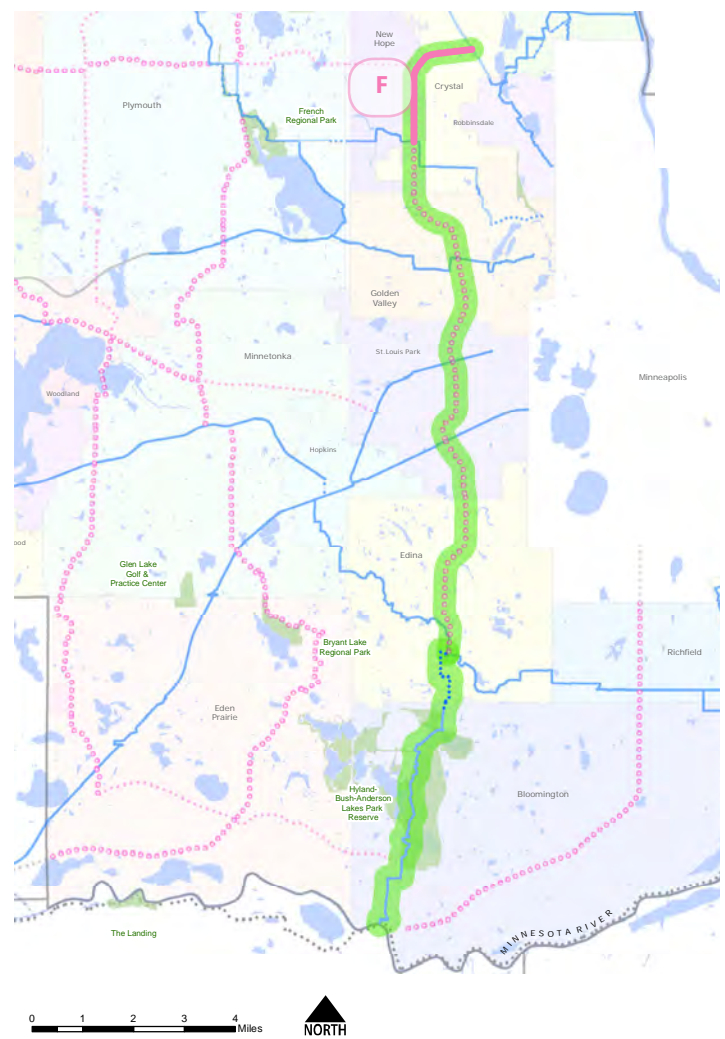 New
Hope
F
Crystal
Plymouth
French
Regional Park
Robbinsdale
Golden
Valley
Minnetonka
St.Louis Park
Minneapolis
Woodland
Hopkins
ood
Edina
Glen Lake
Golf &
Practice Center
Bryant Lake
Regional Park
Richfield
Eden
Prairie
Hyland-
Bush-Anderson
Lakes Park
Reserve
Bloomington
The Landing
MINNESOTA RIVER
0 1 2 3 4
Miles
NORTH